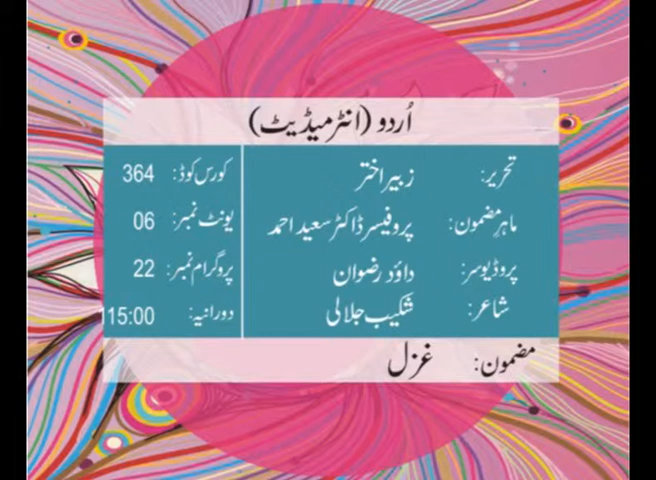 اُردو (انٹرمیڈیٹ)
تحریر: زبیر اختر
ماہرِ مضمون: پروفیسر ڈاکٹر سعید احمد
پروڈیوسر: داؤد رضوان
شاعر: شکیب جلالی
کورس کوڈ: 364
یونٹ نمبر: 06
پروگرام نمبر: 22
دورانیہ: 15:00
مضمون: غزل